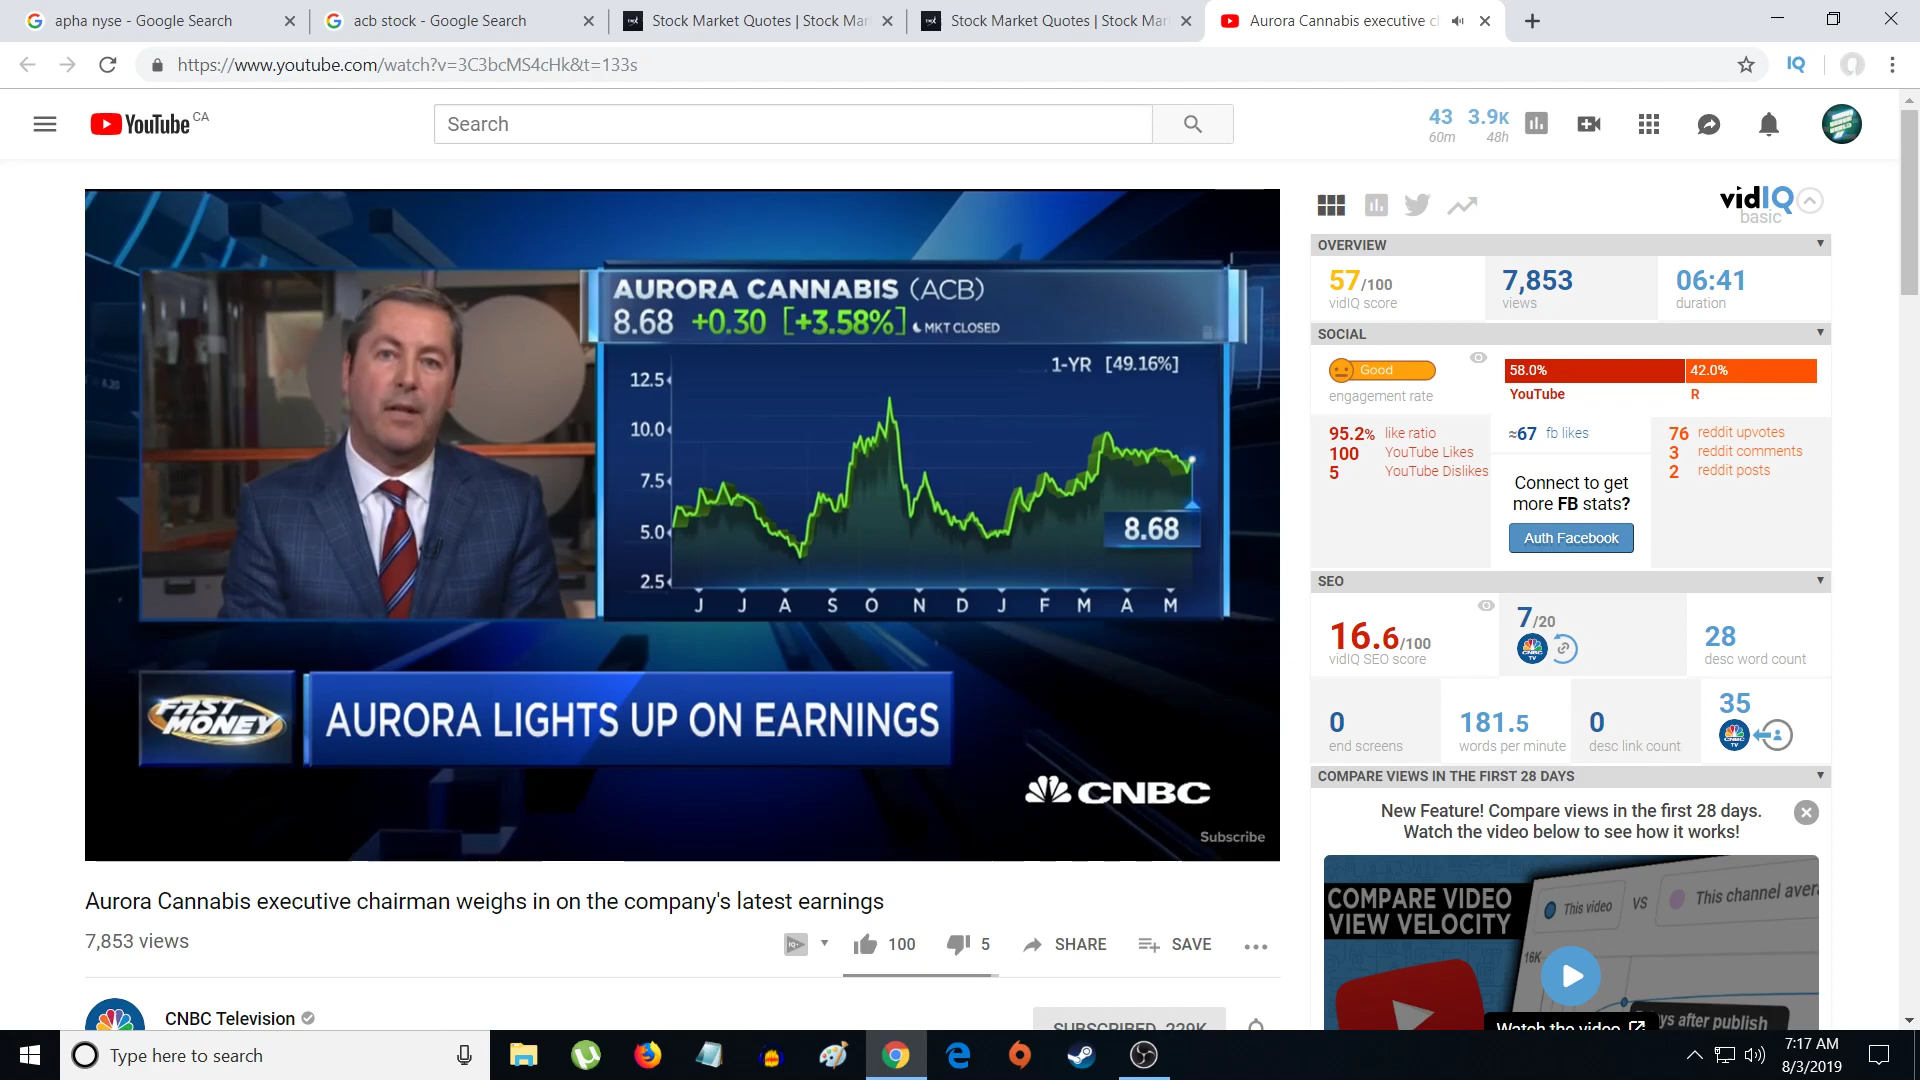 apha nyse - Google Search
acb stock - Google Search
Stock Market Quotes | Stock Mar
Stock Market Quotes | Stock Mar
Aurora Cannabis executive c
https://www.youtube.com/watch?v=3C3bcMS4cHk&t=133s
IQ
YouTube CA
Search
43 3.9K
60m 48h
AURORA CANNABIS (ACB)
8.68 +0.30 [+3.58%] MKT CLOSED
1-YR [49.16%]
12.5
10.0
7.5
5.0
2.5
8.68
J J A S O N D J F M A M
FAST MONEY
AURORA LIGHTS UP ON EARNINGS
CNBC
Subscribe
Aurora Cannabis executive chairman weighs in on the company's latest earnings
7,853 views
100 5 SHARE SAVE
CNBC Television
SUBSCRIBED 229K
vidIQ
basic
OVERVIEW
57/100 7,853 06:41
vidIQ score views duration
SOCIAL
Good
engagement rate
58.0% 42.0%
YouTube R
95.2% like ratio
100 YouTube Likes
5 YouTube Dislikes
≈67 fb likes
Connect to get
more FB stats?
Auth Facebook
76 reddit upvotes
3 reddit comments
2 reddit posts
SEO
16.6/100
vidIQ SEO score
7/20
28
desc word count
0
end screens
181.5
words per minute
0
desc link count
35
COMPARE VIEWS IN THE FIRST 28 DAYS
New Feature! Compare views in the first 28 days.
Watch the video below to see how it works!
COMPARE VIDEO
VIEW VELOCITY
This video VS This channel aver
16K
Watch the video
ys after publish
Type here to search
7:17 AM
8/3/2019